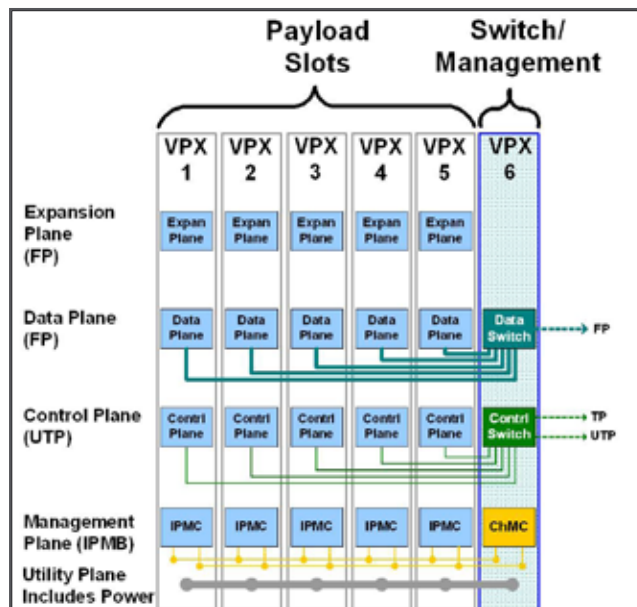 Payload
Slots
Switch/
Management
VPX
1
VPX
2
VPX
3
VPX
4
VPX
5
VPX
6
Expansion
Plane
(FP)
Expan
Plane
Expan
Plane
Expan
Plane
Expan
Plane
Expan
Plane
Data Plane
(FP)
Data
Plane
Data
Plane
Data
Plane
Data
Plane
Data
Plane
Data
Switch
FP
Control Plane
(UTP)
Contrl
Plane
Contrl
Plane
Contrl
Plane
Contrl
Plane
Contrl
Plane
Contrl
Switch
TP
UTP
Management
Plane (IPMB)
IPMC
IPMC
IPMC
IPMC
IPMC
ChMC
Utility Plane
Includes Power